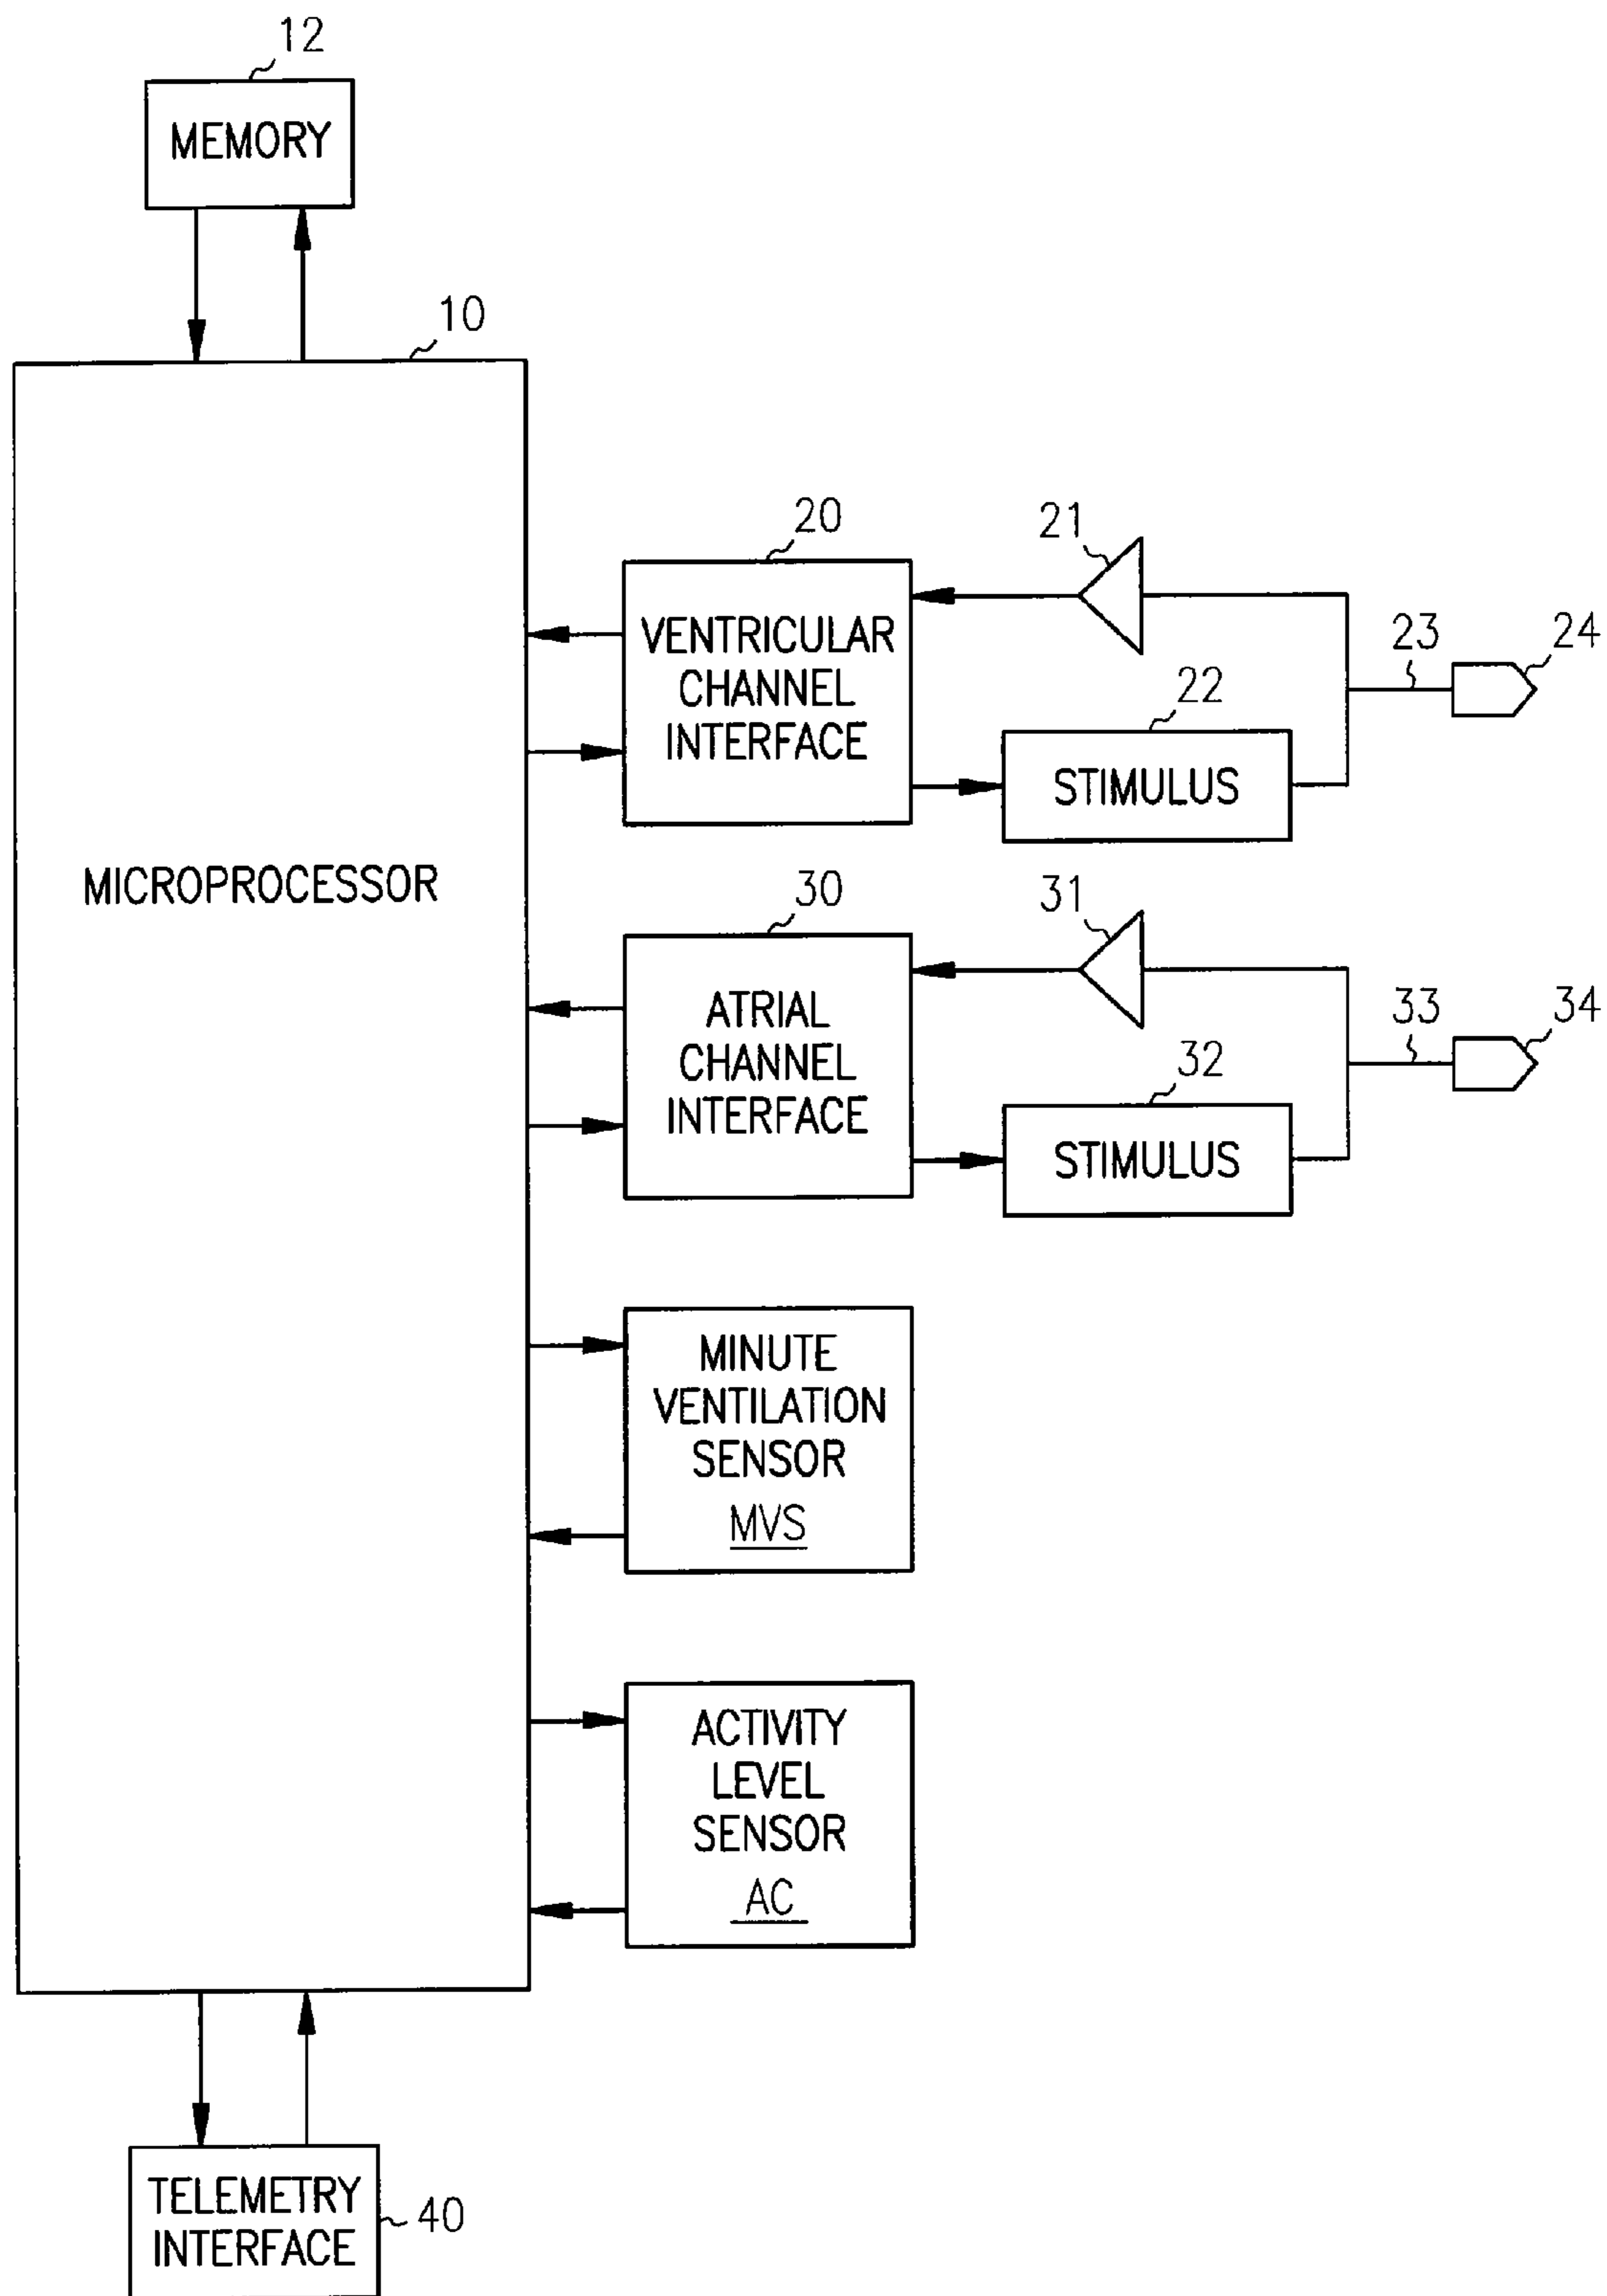 12
MEMORY
10
MICROPROCESSOR
20
VENTRICULAR
CHANNEL
INTERFACE
21
22
STIMULUS
23
24
30
ATRIAL
CHANNEL
INTERFACE
31
32
STIMULUS
33
34
MINUTE
VENTILATION
SENSOR
MVS
ACTIVITY
LEVEL
SENSOR
AC
TELEMETRY
INTERFACE
40